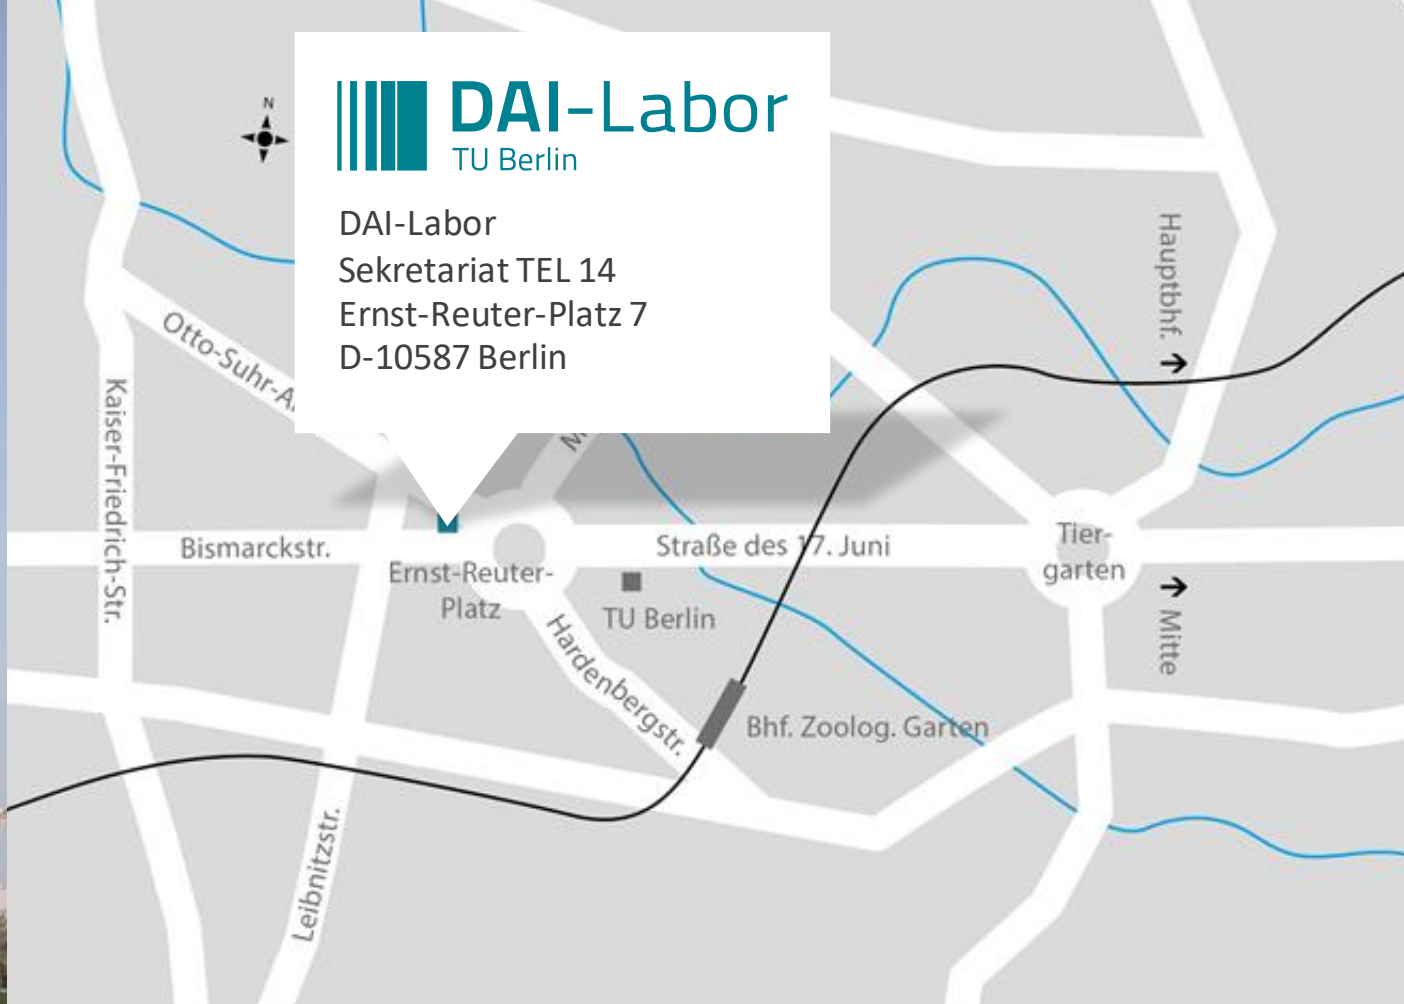 N
DAI-Labor
TU Berlin
DAI-Labor
Sekretariat TEL 14
Ernst-Reuter-Platz 7
D-10587 Berlin
Hauptbhf.
Otto-Suhr-A
Kaiser-Friedrich-Str.
Bismarckstr.
Ernst-Reuter-
Platz
Straße des 17. Juni
Tier-
garten
TU Berlin
Mitte
Hardenbergstr.
Bhf. Zoolog. Garten
Leibnitzstr.